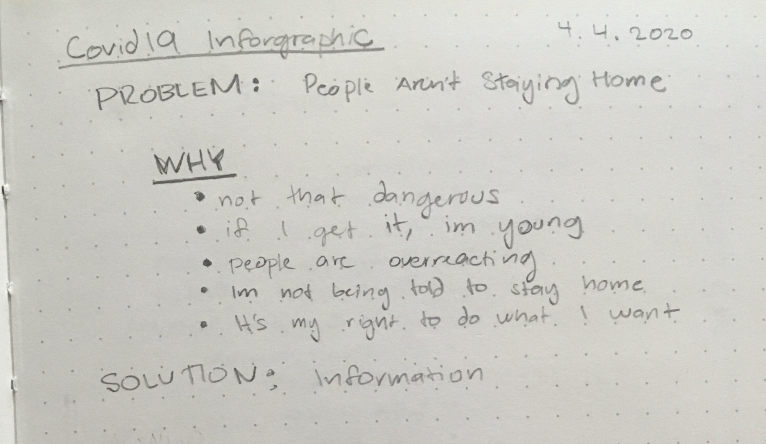 Covid19 Inforgraphic
4.4.2020
PROBLEM: People Aren't Staying Home
WHY
• not that dangerous
• if I get it, im young
• people are overreacting
• Im not being told to stay home
• It's my right to do what I want
SOLUTION: Information